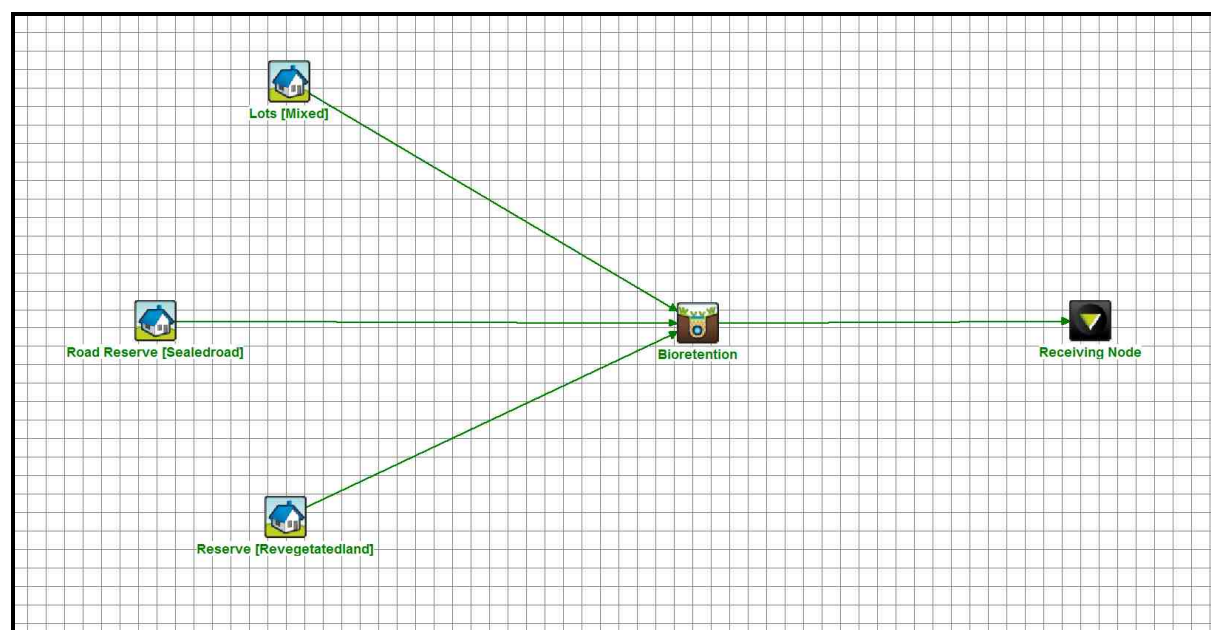 Lots [Mixed]
Road Reserve [Sealedroad]
Bioretention
Receiving Node
Reserve [Revegetatedland]